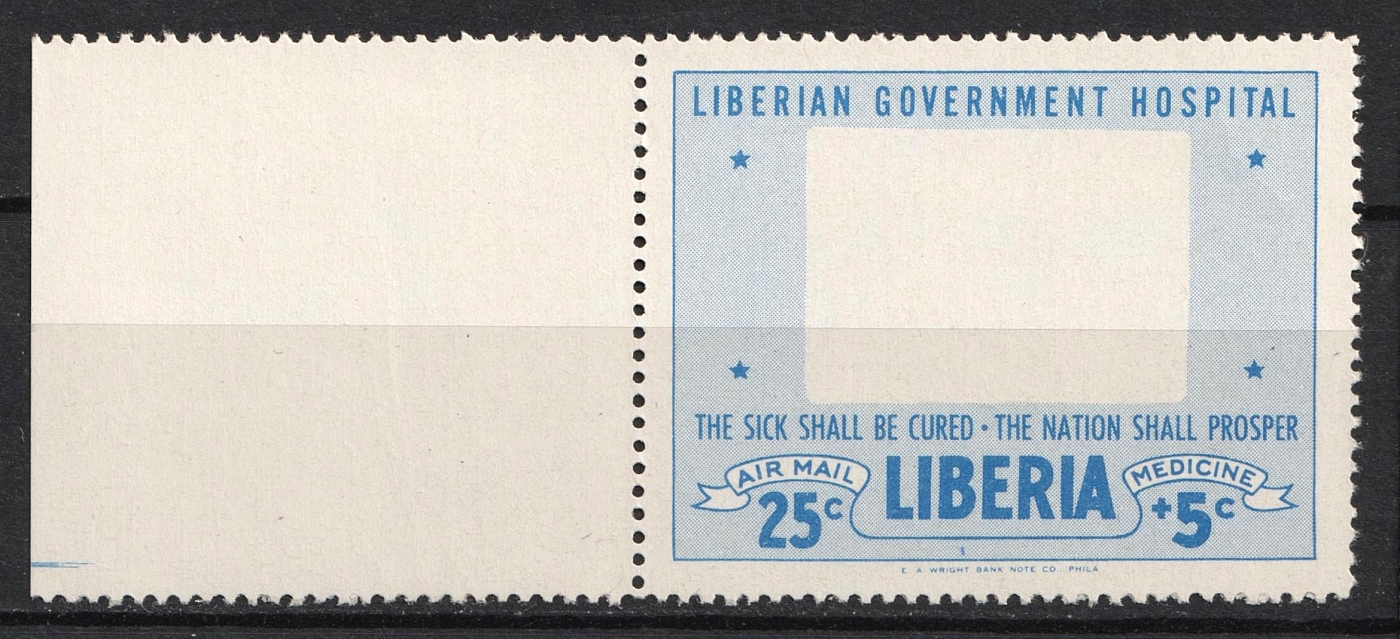 LIBERIAN GOVERNMENT HOSPITAL
THE SICK SHALL BE CURED · THE NATION SHALL PROSPER
AIR MAIL
25c
LIBERIA
MEDICINE
+5c
1
E. A. WRIGHT BANK NOTE CO., PHILA